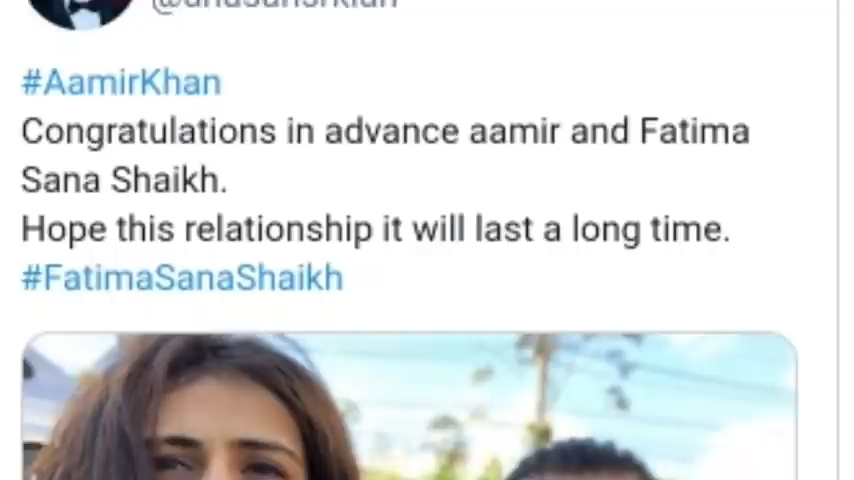 #AamirKhan
Congratulations in advance aamir and Fatima
Sana Shaikh.
Hope this relationship it will last a long time.
#FatimaSanaShaikh